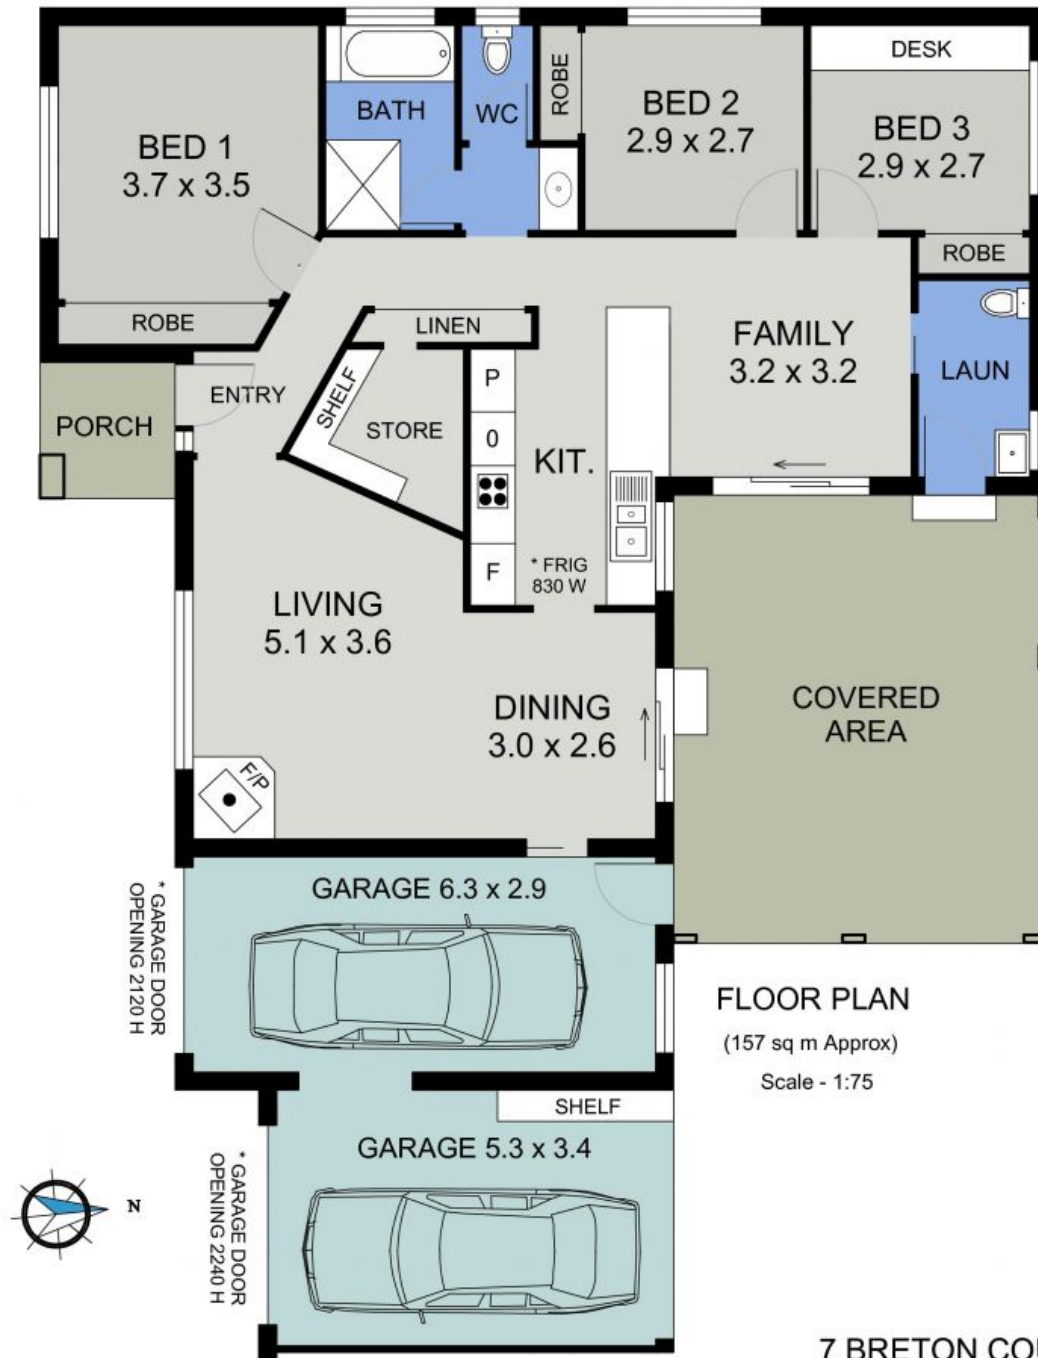 DESK
BATH
WC
ROBE
BED 2
2.9 x 2.7
BED 3
2.9 x 2.7
BED 1
3.7 x 3.5
ROBE
ROBE
LINEN
FAMILY
3.2 x 3.2
LAUN
ENTRY
PORCH
SHELF
STORE
P
0
KIT.
F
* FRIG
830 W
LIVING
5.1 x 3.6
DINING
3.0 x 2.6
COVERED
AREA
F/P
GARAGE 6.3 x 2.9
* GARAGE DOOR
OPENING 2120 H
FLOOR PLAN
(157 sq m Approx)
Scale - 1:75
SHELF
GARAGE 5.3 x 3.4
* GARAGE DOOR
OPENING 2240 H
N
7 BRETON